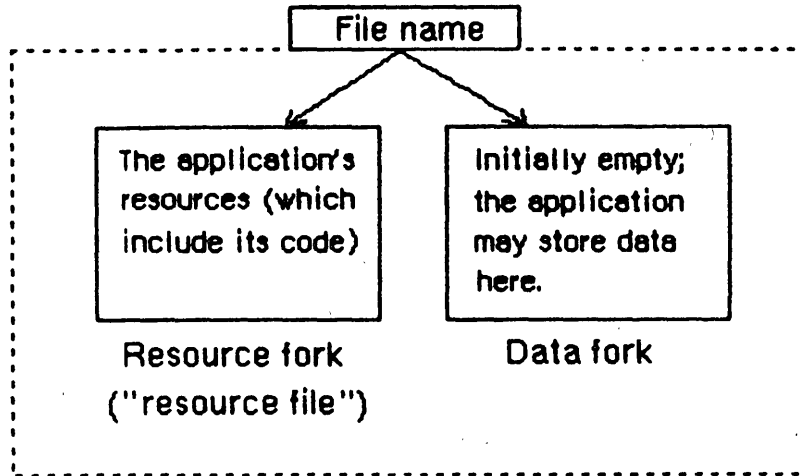 File name
The application's
resources (which
include its code)
Initially empty;
the application
may store data
here.
Resource fork
("resource file")
Data fork